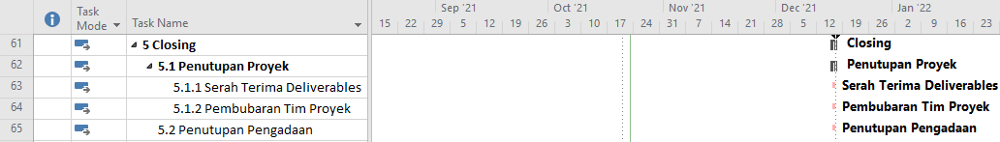 Task Mode Task Name
Sep '21 Oct '21 Nov '21 Dec '21 Jan '22
15 22 29 5 12 19 26 3 10 17 24 31 7 14 21 28 5 12 19 26 2 9 16 23
61 5 Closing Closing
62 5.1 Penutupan Proyek Penutupan Proyek
63 5.1.1 Serah Terima Deliverables Serah Terima Deliverables
64 5.1.2 Pembubaran Tim Proyek Pembubaran Tim Proyek
65 5.2 Penutupan Pengadaan Penutupan Pengadaan